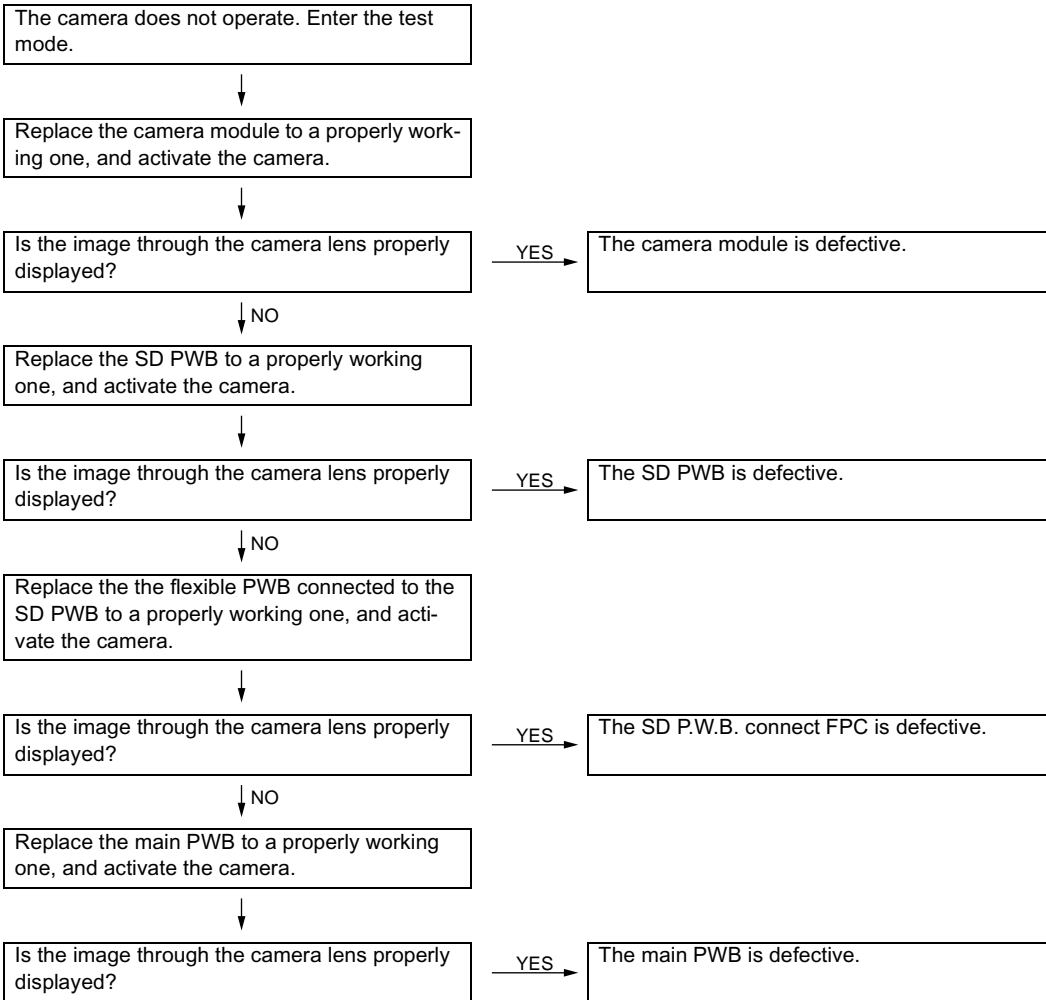 The camera does not operate. Enter the test
mode.
Replace the camera module to a properly work-
ing one, and activate the camera.
Is the image through the camera lens properly
displayed?
YES
The camera module is defective.
NO
Replace the SD PWB to a properly working
one, and activate the camera.
Is the image through the camera lens properly
displayed?
YES
The SD PWB is defective.
NO
Replace the the flexible PWB connected to the
SD PWB to a properly working one, and acti-
vate the camera.
Is the image through the camera lens properly
displayed?
YES
The SD P.W.B. connect FPC is defective.
NO
Replace the main PWB to a properly working
one, and activate the camera.
Is the image through the camera lens properly
displayed?
YES
The main PWB is defective.